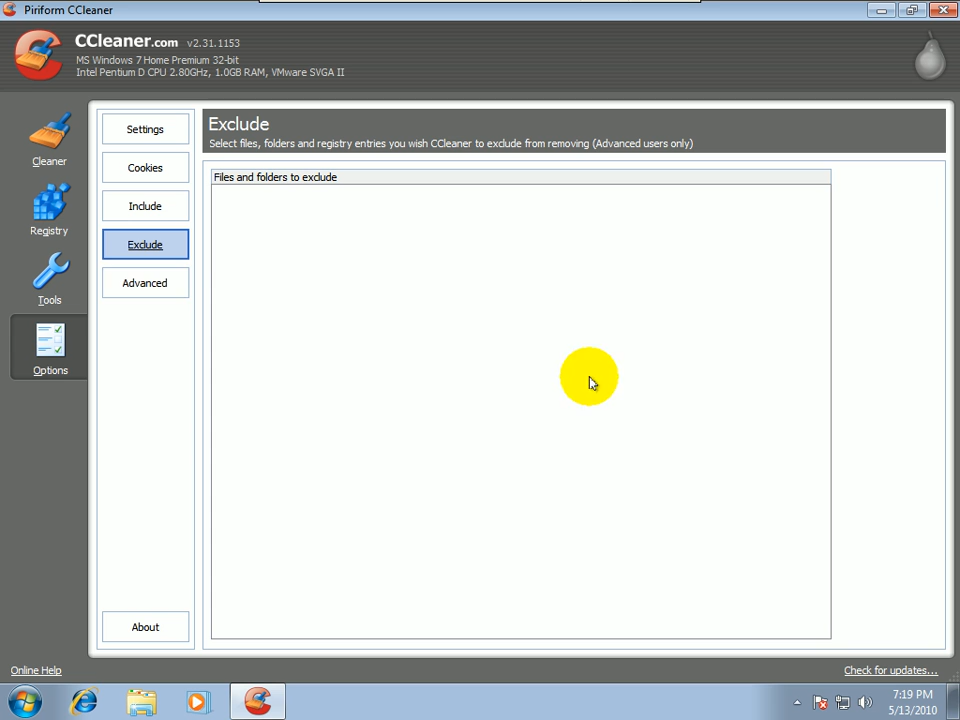 Piriform CCleaner
CCleaner.com v2.31.1153
MS Windows 7 Home Premium 32-bit
Intel Pentium D CPU 2.80GHz, 1.0GB RAM, VMware SVGA II
Cleaner
Registry
Tools
Options
Settings
Cookies
Include
Exclude
Advanced
About
Exclude
Select files, folders and registry entries you wish CCleaner to exclude from removing (Advanced users only)
Files and folders to exclude
Online Help
Check for updates...
7:19 PM
5/13/2010